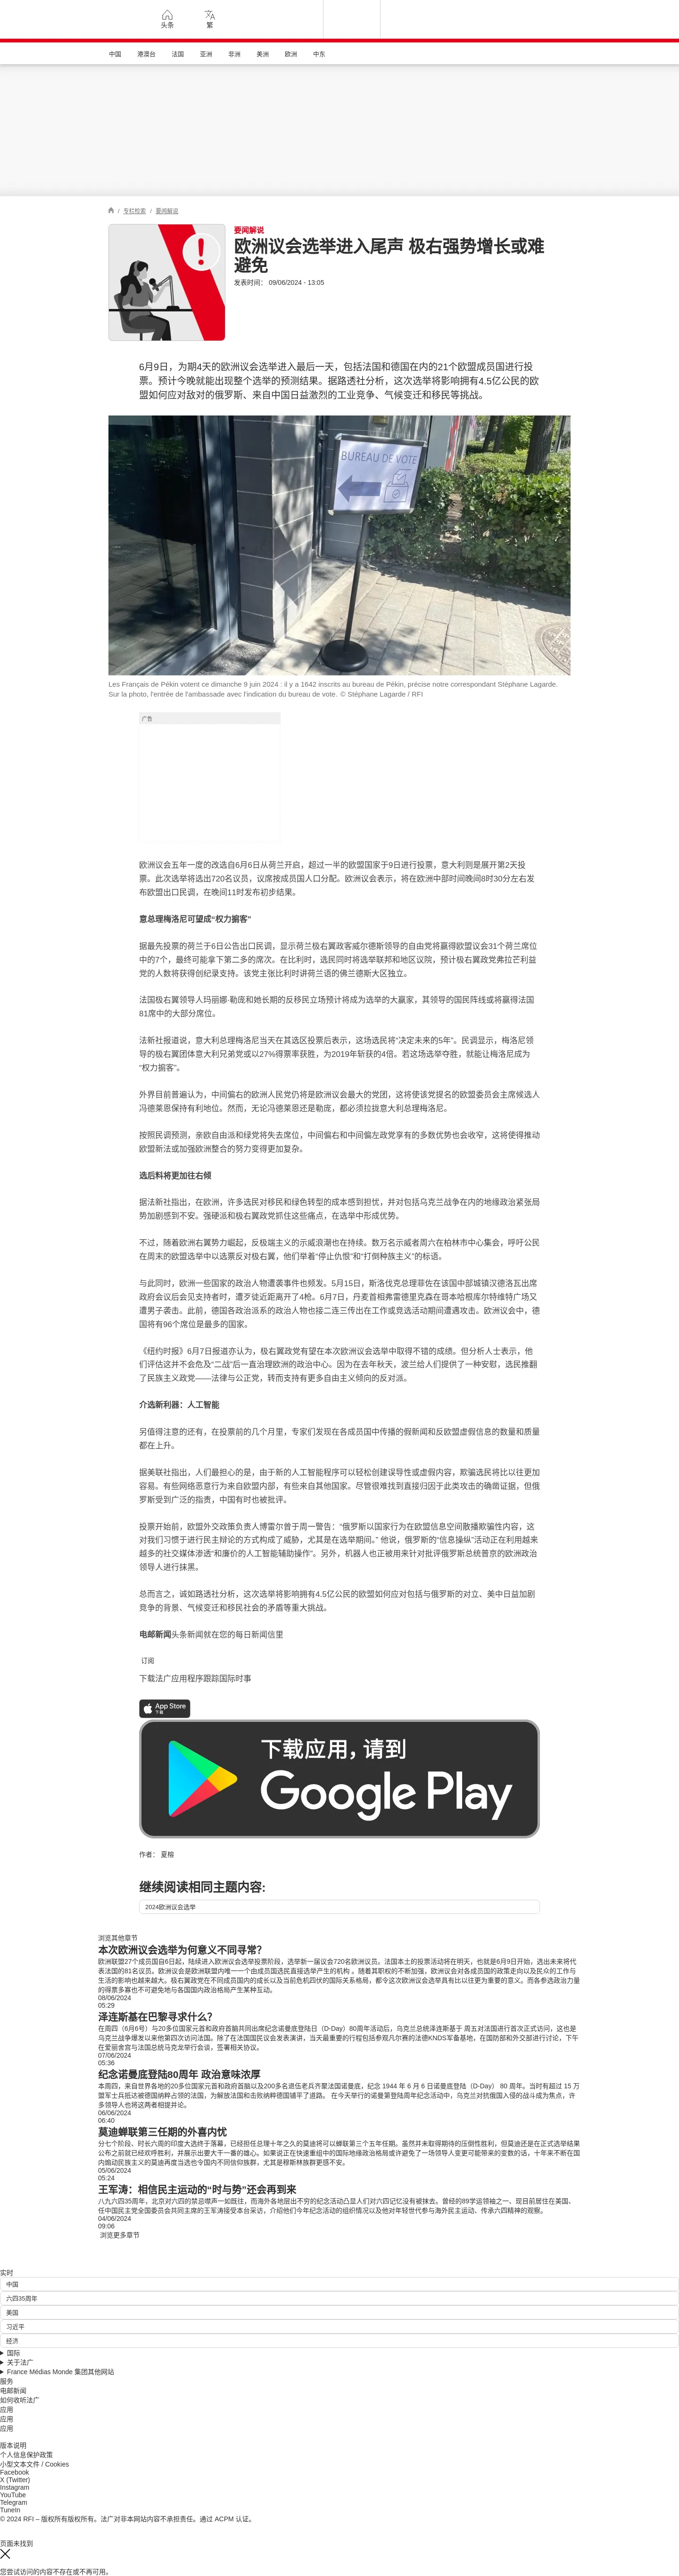 头条
繁
中国 港澳台 法国 亚洲 非洲 美洲 欧洲 中东
/ 专栏检索 / 要闻解说
要闻解说
欧洲议会选举进入尾声 极右强势增长或难
避免
发表时间： 09/06/2024 - 13:05
6月9日，为期4天的欧洲议会选举进入最后一天，包括法国和德国在内的21个欧盟成员国进行投
票。预计今晚就能出现整个选举的预测结果。据路透社分析，这次选举将影响拥有4.5亿公民的欧
盟如何应对敌对的俄罗斯、来自中国日益激烈的工业竞争、气候变迁和移民等挑战。
BUREAU DE VOTE
Les Français de Pékin votent ce dimanche 9 juin 2024 : il y a 1642 inscrits au bureau de Pékin, précise notre correspondant Stéphane Lagarde.
Sur la photo, l'entrée de l'ambassade avec l'indication du bureau de vote. © Stéphane Lagarde / RFI
广告
欧洲议会五年一度的改选自6月6日从荷兰开启，超过一半的欧盟国家于9日进行投票，意大利则是展开第2天投
票。此次选举将选出720名议员，议席按成员国人口分配。欧洲议会表示，将在欧洲中部时间晚间8时30分左右发
布欧盟出口民调，在晚间11时发布初步结果。
意总理梅洛尼可望成“权力掮客”
据最先投票的荷兰于6日公告出口民调，显示荷兰极右翼政客威尔德斯领导的自由党将赢得欧盟议会31个荷兰席位
中的7个，最终可能拿下第二多的席次。在比利时，选民同时将选举联邦和地区议院，预计极右翼政党弗拉芒利益
党的人数将获得创纪录支持。该党主张比利时讲荷兰语的佛兰德斯大区独立。
法国极右翼领导人玛丽娜·勒庞和她长期的反移民立场预计将成为选举的大赢家，其领导的国民阵线或将赢得法国
81席中的大部分席位。
法新社报道说，意大利总理梅洛尼当天在其选区投票后表示，这场选民将“决定未来的5年”。民调显示，梅洛尼领
导的极右翼团体意大利兄弟党或以27%得票率获胜，为2019年斩获的4倍。若这场选举夺胜，就能让梅洛尼成为
“权力掮客”。
外界目前普遍认为，中间偏右的欧洲人民党仍将是欧洲议会最大的党团，这将使该党提名的欧盟委员会主席候选人
冯德莱恩保持有利地位。然而，无论冯德莱恩还是勒庞，都必须拉拢意大利总理梅洛尼。
按照民调预测，亲欧自由派和绿党将失去席位，中间偏右和中间偏左政党享有的多数优势也会收窄，这将使得推动
欧盟新法或加强欧洲整合的努力变得更加复杂。
选后料将更加往右倾
据法新社指出，在欧洲，许多选民对移民和绿色转型的成本感到担忧，并对包括乌克兰战争在内的地缘政治紧张局
势加剧感到不安。强硬派和极右翼政党抓住这些痛点，在选举中形成优势。
不过，随着欧洲右翼势力崛起，反极端主义的示威浪潮也在持续。数万名示威者周六在柏林市中心集会，呼吁公民
在周末的欧盟选举中以选票反对极右翼，他们举着“停止仇恨”和“打倒种族主义”的标语。
与此同时，欧洲一些国家的政治人物遭袭事件也频发。5月15日，斯洛伐克总理菲佐在该国中部城镇汉德洛瓦出席
政府会议后会见支持者时，遭歹徒近距离开了4枪。6月7日，丹麦首相弗雷德里克森在哥本哈根库尔特维特广场又
遭男子袭击。此前，德国各政治派系的政治人物也接二连三传出在工作或竞选活动期间遭遇攻击。欧洲议会中，德
国将有96个席位是最多的国家。
《纽约时报》6月7日报道亦认为，极右翼政党有望在本次欧洲议会选举中取得不错的成绩。但分析人士表示，他
们评估这并不会危及“二战”后一直治理欧洲的政治中心。因为在去年秋天，波兰给人们提供了一种安慰，选民推翻
了民族主义政党——法律与公正党，转而支持有更多自由主义倾向的反对派。
介选新利器：人工智能
另值得注意的还有，在投票前的几个月里，专家们发现在各成员国中传播的假新闻和反欧盟虚假信息的数量和质量
都在上升。
据美联社指出，人们最担心的是，由于新的人工智能程序可以轻松创建误导性或虚假内容，欺骗选民将比以往更加
容易。有些网络恶意行为来自欧盟内部，有些来自其他国家。尽管很难找到直接归因于此类攻击的确凿证据，但俄
罗斯受到广泛的指责，中国有时也被批评。
投票开始前，欧盟外交政策负责人博雷尔曾于周一警告：“俄罗斯以国家行为在欧盟信息空间散播欺骗性内容，这
对我们习惯于进行民主辩论的方式构成了威胁，尤其是在选举期间。” 他说，俄罗斯的“信息操纵”活动正在利用越来
越多的社交媒体渗透“和廉价的人工智能辅助操作”。另外，机器人也正被用来针对批评俄罗斯总统普京的欧洲政治
领导人进行抹黑。
总而言之，诚如路透社分析，这次选举将影响拥有4.5亿公民的欧盟如何应对包括与俄罗斯的对立、美中日益加剧
竞争的背景、气候变迁和移民社会的矛盾等重大挑战。
电邮新闻头条新闻就在您的每日新闻信里
订阅
下载法广应用程序跟踪国际时事
App Store
下载
下载应用，请到
Google Play
作者： 夏榕
继续阅读相同主题内容:
2024欧洲议会选举
浏览其他章节
本次欧洲议会选举为何意义不同寻常?
欧洲联盟27个成员国自6日起，陆续进入欧洲议会选举投票阶段，选举新一届议会720名欧洲议员。法国本土的投票活动将在明天，也就是6月9日开始，选出未来将代
表法国的81名议员。欧洲议会是欧洲联盟内唯一一个由成员国选民直接选举产生的机构 。随着其职权的不断加强，欧洲议会对各成员国的政策走向以及民众的工作与
生活的影响也越来越大。极右翼政党在不同成员国内的成长以及当前危机四伏的国际关系格局，都令这次欧洲议会选举具有比以往更为重要的意义。而各参选政治力量
的得票多寡也不可避免地与各国国内政治格局产生某种互动。
08/06/2024
05:29
泽连斯基在巴黎寻求什么?
在周四（6月6号）与20多位国家元首和政府首脑共同出席纪念诺曼底登陆日（D-Day）80周年活动后，乌克兰总统泽连斯基于 周五对法国进行首次正式访问，这也是
乌克兰战争爆发以来他第四次访问法国。除了在法国国民议会发表演讲，当天最重要的行程包括参观凡尔赛的法德KNDS军备基地，在国防部和外交部进行讨论，下午
在爱丽舍宫与法国总统马克龙举行会谈，签署相关协议。
07/06/2024
05:36
纪念诺曼底登陆80周年 政治意味浓厚
本周四，来自世界各地的20多位国家元首和政府首脑以及200多名退伍老兵齐聚法国诺曼底，纪念 1944 年 6 月 6 日诺曼底登陆（D-Day） 80 周年。当时有超过 15 万
盟军士兵抵达被德国纳粹占领的法国，为解放法国和击败纳粹德国铺平了道路。 在今天举行的诺曼第登陆周年纪念活动中，乌克兰对抗俄国入侵的战斗成为焦点，许
多领导人也将这两者相提并论。
06/06/2024
06:40
莫迪蝉联第三任期的外喜内忧
分七个阶段、时长六周的印度大选终于落幕，已经担任总理十年之久的莫迪将可以蝉联第三个五年任期。虽然并未取得期待的压倒性胜利，但莫迪还是在正式选举结果
公布之前就已经欢呼胜利，并展示出要大干一番的雄心。如果说正在快速重组中的国际地缘政治格局或许避免了一场领导人变更可能带来的变数的话，十年来不断在国
内煽动民族主义的莫迪再度当选也令国内不同信仰族群，尤其是穆斯林族群更感不安。
05/06/2024
05:24
王军涛：相信民主运动的“时与势”还会再到来
八九六四35周年，北京对六四的禁忌噤声一如既往，而海外各地层出不穷的纪念活动凸显人们对六四记忆没有被抹去。曾经的89学运领袖之一、现目前居住在美国、
任中国民主党全国委员会共同主席的王军涛接受本台采访，介绍他们今年纪念活动的组织情况以及他对年轻世代参与海外民主运动、传承六四精神的观察。
04/06/2024
09:06
浏览更多章节
实时
中国
六四35周年
美国
习近平
经济
国际
关于法广
France Médias Monde 集团其他网站
服务
电邮新闻
如何收听法广
应用
应用
应用
版本说明
个人信息保护政策
小型文本文件 / Cookies
Facebook
X (Twitter)
Instagram
YouTube
Telegram
TuneIn
© 2024 RFI – 版权所有版权所有。法广对非本网站内容不承担责任。通过 ACPM 认证。
页面未找到
您尝试访问的内容不存在或不再可用。